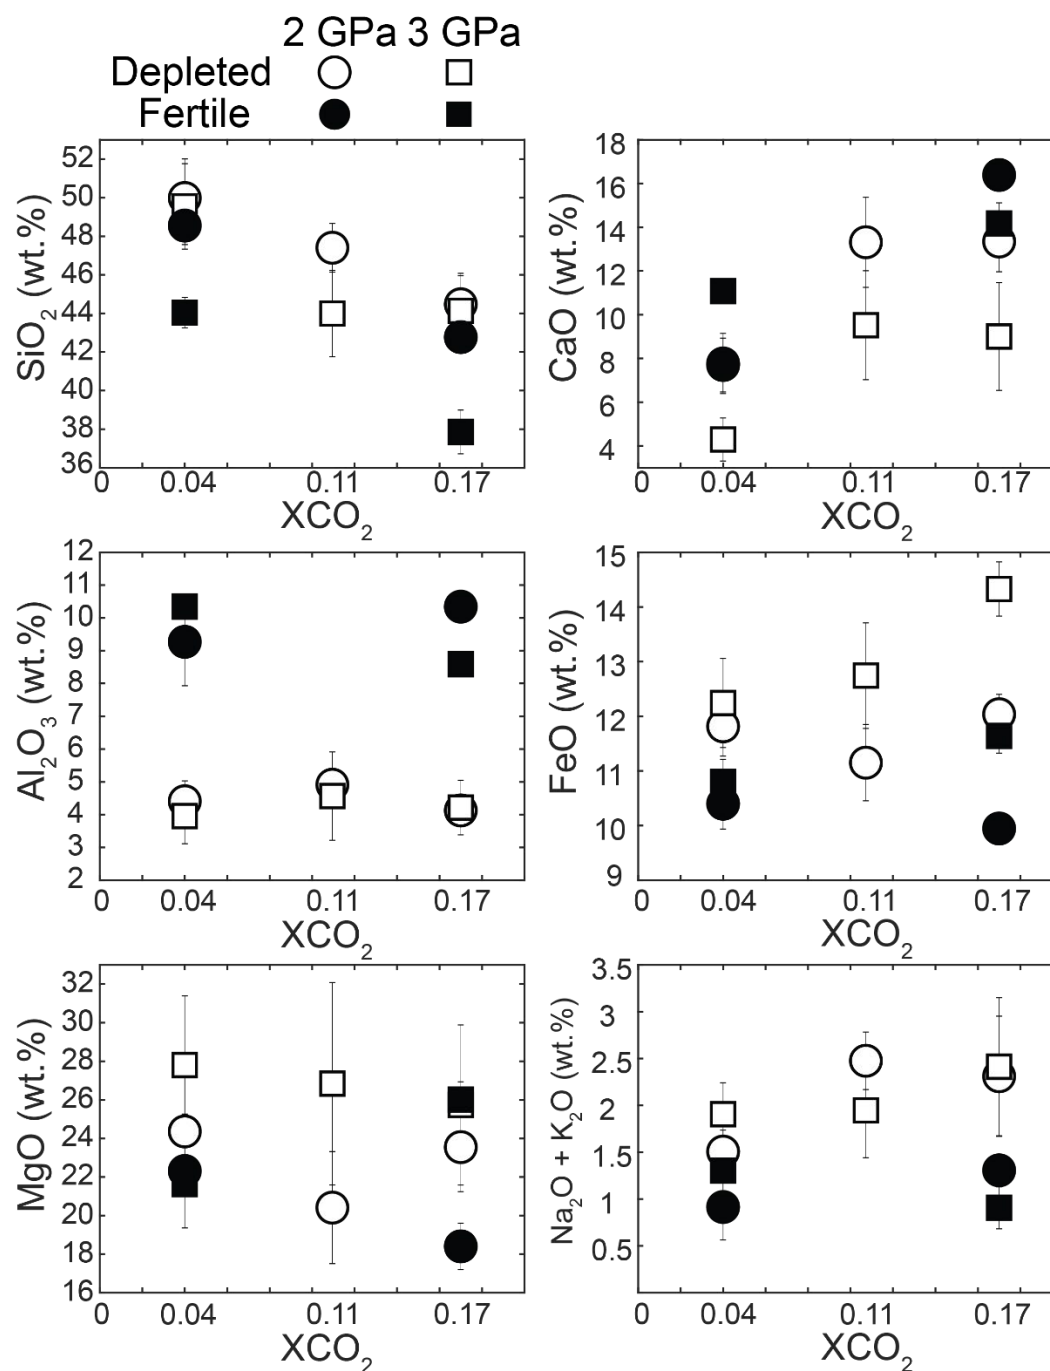 2 GPa 3 GPa
Depleted
Fertile
SiO2 (wt.%)
52
50
48
46
44
42
40
38
36
0 0.04 0.11 0.17
XCO2
CaO (wt.%)
18
16
14
12
10
8
6
4
0 0.04 0.11 0.17
XCO2
Al2O3 (wt.%)
12
11
10
9
8
7
6
5
4
3
2
0 0.04 0.11 0.17
XCO2
FeO (wt.%)
15
14
13
12
11
10
9
0 0.04 0.11 0.17
XCO2
MgO (wt.%)
32
30
28
26
24
22
20
18
16
0 0.04 0.11 0.17
XCO2
Na2O + K2O (wt.%)
3.5
3
2.5
2
1.5
1
0.5
0 0.04 0.11 0.17
XCO2